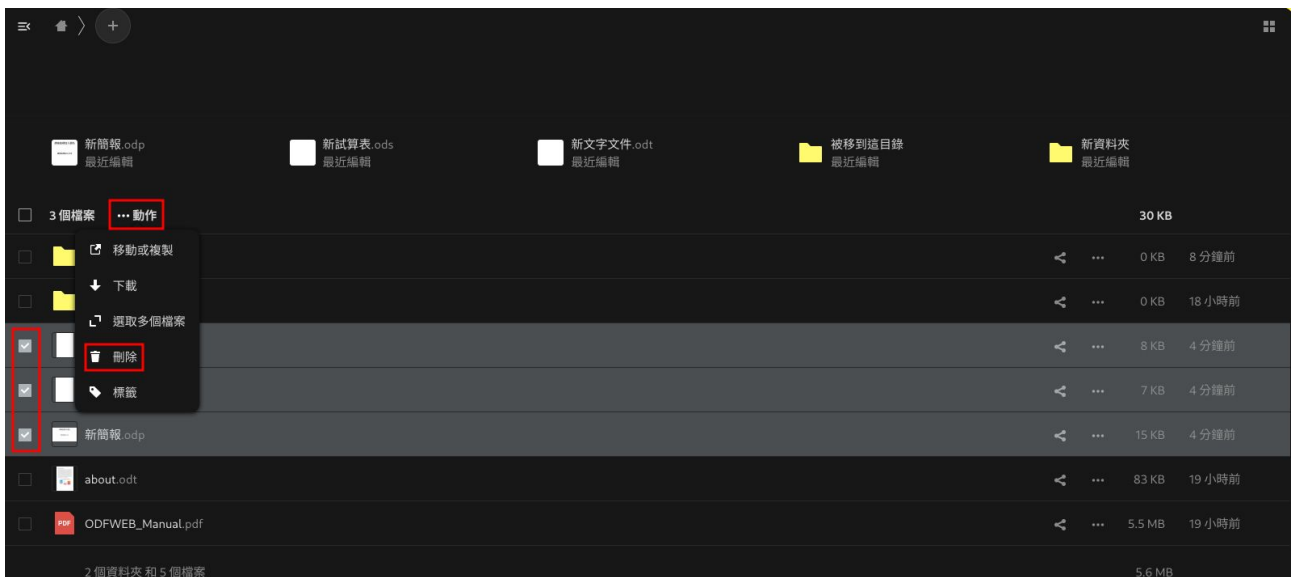 新簡報.odp
最近編輯
新試算表.ods
最近編輯
新文字文件.odt
最近編輯
被移到這目錄
最近編輯
新資料夾
最近編輯
3 個檔案 ••• 動作 30 KB
移動或複製
0 KB 8 分鐘前
下載
0 KB 18 小時前
選取多個檔案
8 KB 4 分鐘前
刪除
7 KB 4 分鐘前
標籤
新簡報.odp 15 KB 4 分鐘前
about.odt 83 KB 19 小時前
PDF ODFWEB_Manual.pdf 5.5 MB 19 小時前
2 個資料夾 和 5 個檔案 5.6 MB